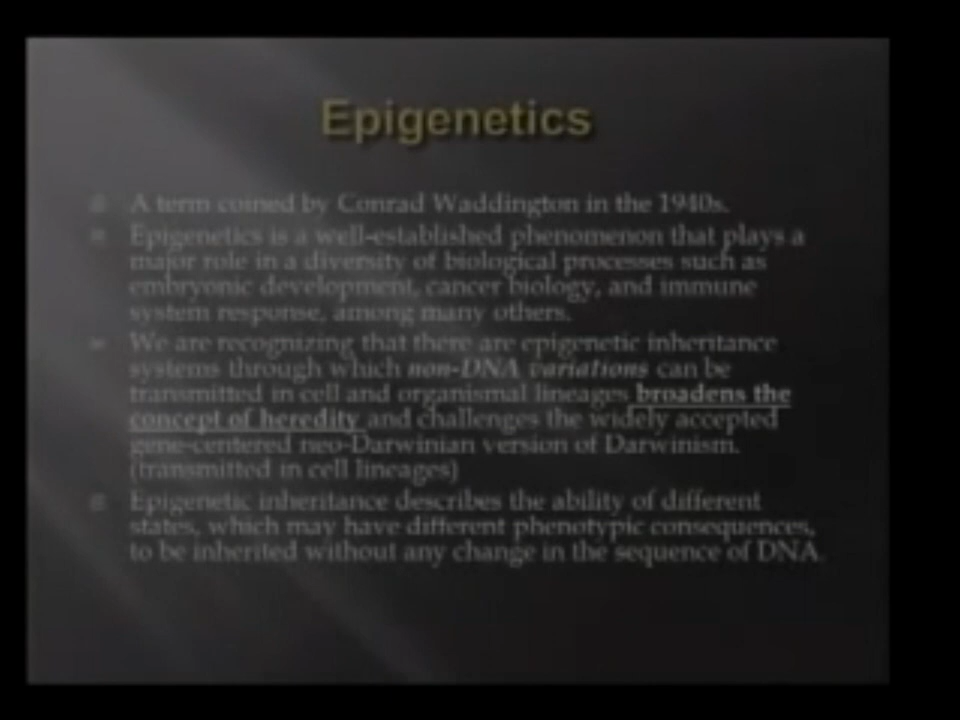 Epigenetics
A term coined by Conrad Waddington in the 1940s.
Epigenetics is a well-established phenomenon that plays a
major role in a diversity of biological processes such as
embryonic development, cancer biology, and immune
system response, among many others.
We are recognizing that there are epigenetic inheritance
systems through which non-DNA variations can be
transmitted in cell and organismal lineages broadens the
concept of heredity and challenges the widely accepted
gene-centered neo-Darwinian version of Darwinism.
(transmitted in cell lineages)
Epigenetic inheritance describes the ability of different
states, which may have different phenotypic consequences,
to be inherited without any change in the sequence of DNA.